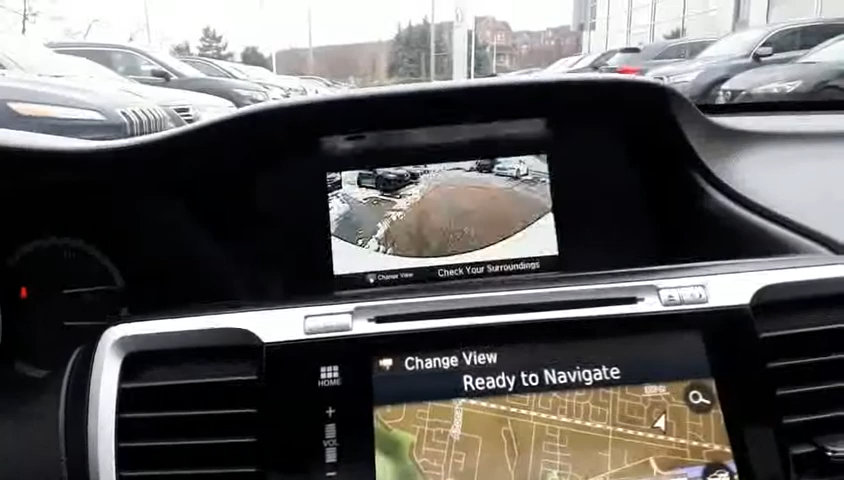 Change View
Check Your Surroundings
HOME
Change View
Ready to Navigate
+
VOL
-